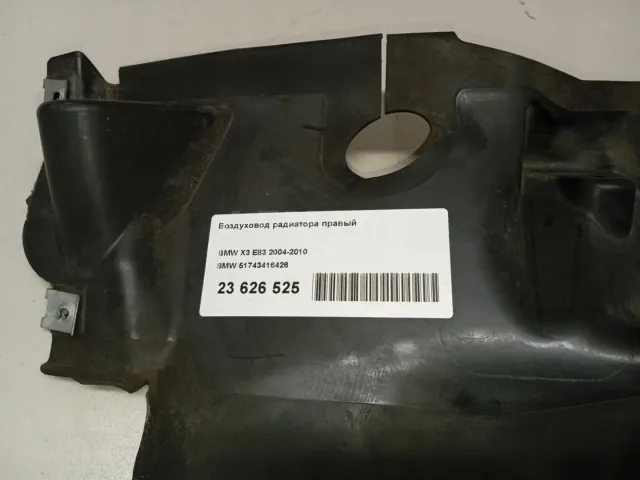 Воздуховод радиатора правый
BMW X3 E83 2004-2010
BMW 51743416426
23 626 525